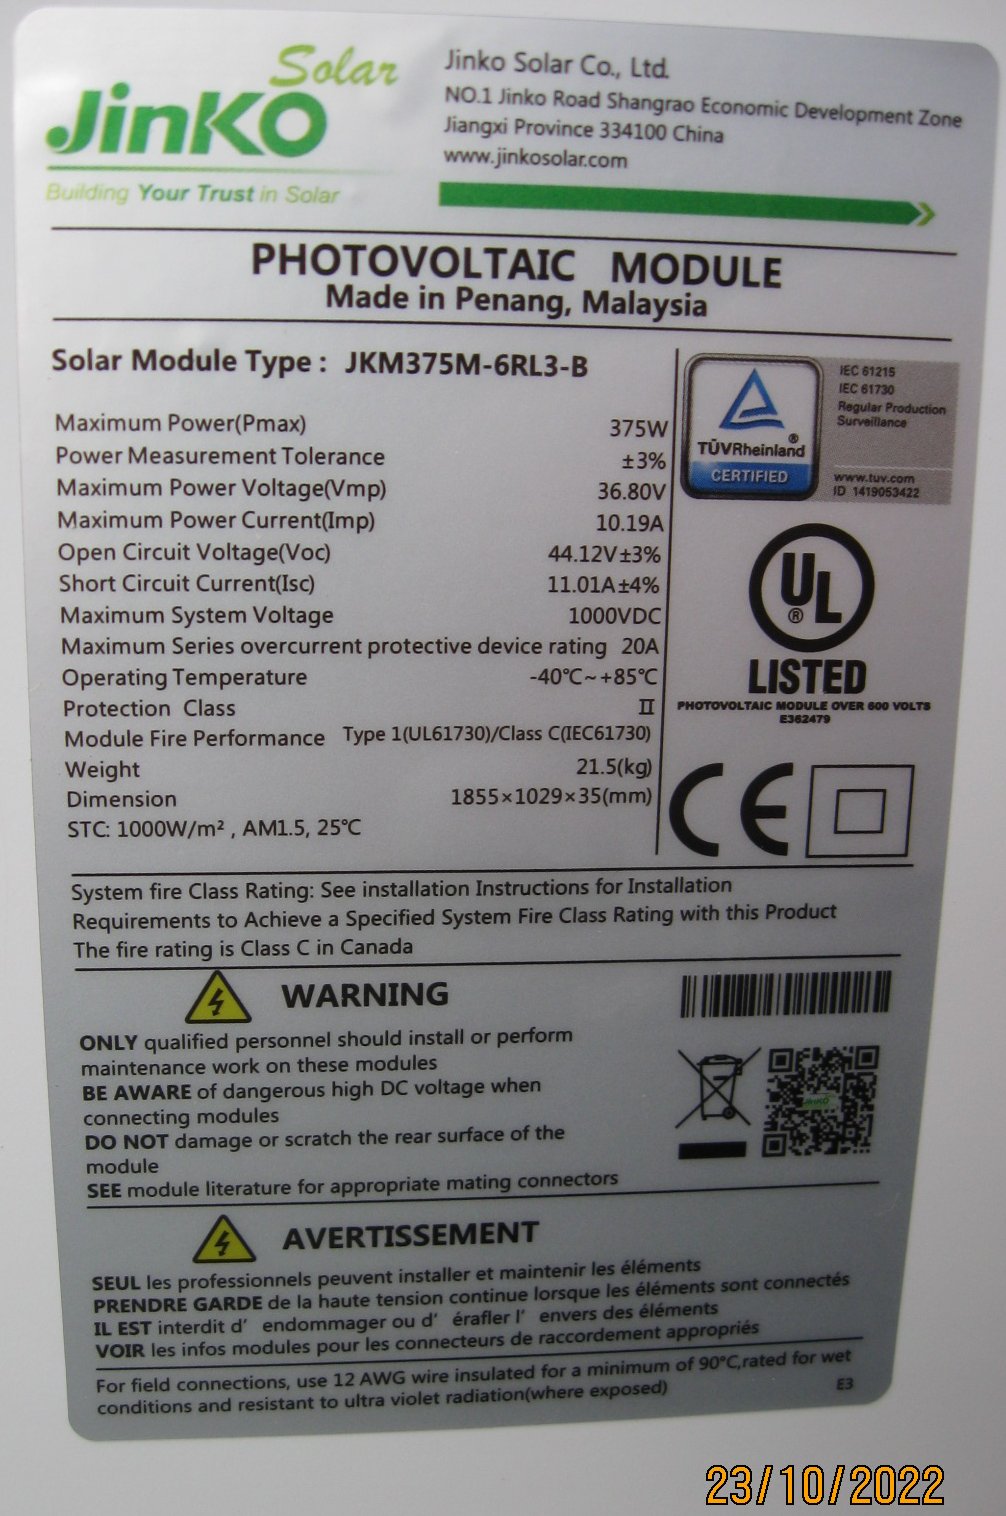 Solar
JinKO
Building Your Trust in Solar
Jinko Solar Co., Ltd.
NO.1 Jinko Road Shangrao Economic Development Zone
Jiangxi Province 334100 China
www.jinkosolar.com
PHOTOVOLTAIC MODULE
Made in Penang, Malaysia
Solar Module Type : JKM375M-6RL3-B
Maximum Power(Pmax) 375W
Power Measurement Tolerance ±3%
Maximum Power Voltage(Vmp) 36.80V
Maximum Power Current(Imp) 10.19A
Open Circuit Voltage(Voc) 44.12V±3%
Short Circuit Current(Isc) 11.01A±4%
Maximum System Voltage 1000VDC
Maximum Series overcurrent protective device rating 20A
Operating Temperature -40℃~+85℃
Protection Class II
Module Fire Performance Type 1(UL61730)/Class C(IEC61730)
Weight 21.5(kg)
Dimension 1855×1029×35(mm)
STC: 1000W/m² , AM1.5, 25℃
TÜVRheinland®
CERTIFIED
IEC 61215
IEC 61730
Regular Production
Surveillance
www.tuv.com
ID 1419053422
UL®
LISTED
PHOTOVOLTAIC MODULE OVER 600 VOLTS
E362479
CE
System fire Class Rating: See installation Instructions for Installation
Requirements to Achieve a Specified System Fire Class Rating with this Product
The fire rating is Class C in Canada
WARNING
ONLY qualified personnel should install or perform
maintenance work on these modules
BE AWARE of dangerous high DC voltage when
connecting modules
DO NOT damage or scratch the rear surface of the
module
SEE module literature for appropriate mating connectors
JinKO
AVERTISSEMENT
SEUL les professionnels peuvent installer et maintenir les éléments
PRENDRE GARDE de la haute tension continue lorsque les éléments sont connectés
IL EST interdit d' endommager ou d' érafler l' envers des éléments
VOIR les infos modules pour les connecteurs de raccordement appropriés
For field connections, use 12 AWG wire insulated for a minimum of 90°C,rated for wet
conditions and resistant to ultra violet radiation(where exposed)
E3
23/10/2022